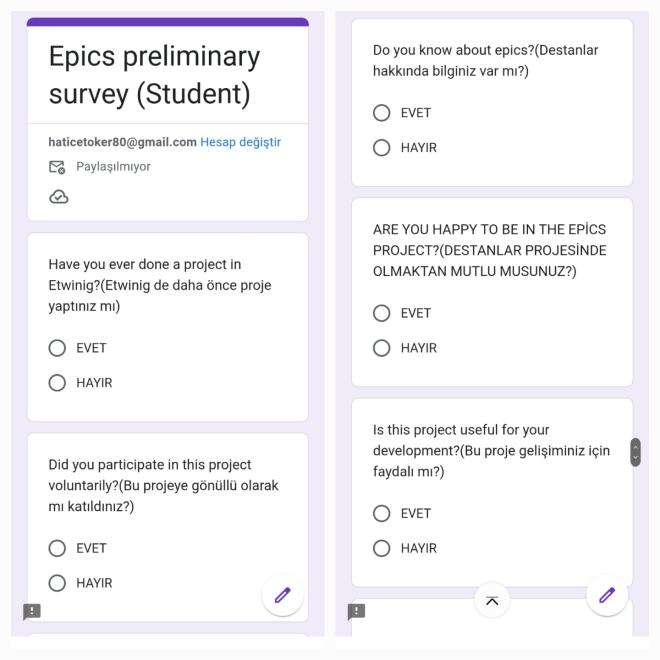 Epics preliminary
survey (Student)
haticetoker80@gmail.com Hesap değiştir
Paylaşılmıyor
Have you ever done a project in
Etwinig?(Etwinig de daha önce proje
yaptınız mı)
EVET
HAYIR
Did you participate in this project
voluntarily?(Bu projeye gönüllü olarak
mı katıldınız?)
EVET
HAYIR
Do you know about epics?(Destanlar
hakkında bilginiz var mı?)
EVET
HAYIR
ARE YOU HAPPY TO BE IN THE EPİCS
PROJECT?(DESTANLAR PROJESİNDE
OLMAKTAN MUTLU MUSUNUZ?)
EVET
HAYIR
Is this project useful for your
development?(Bu proje gelişiminiz için
faydalı mı?)
EVET
HAYIR